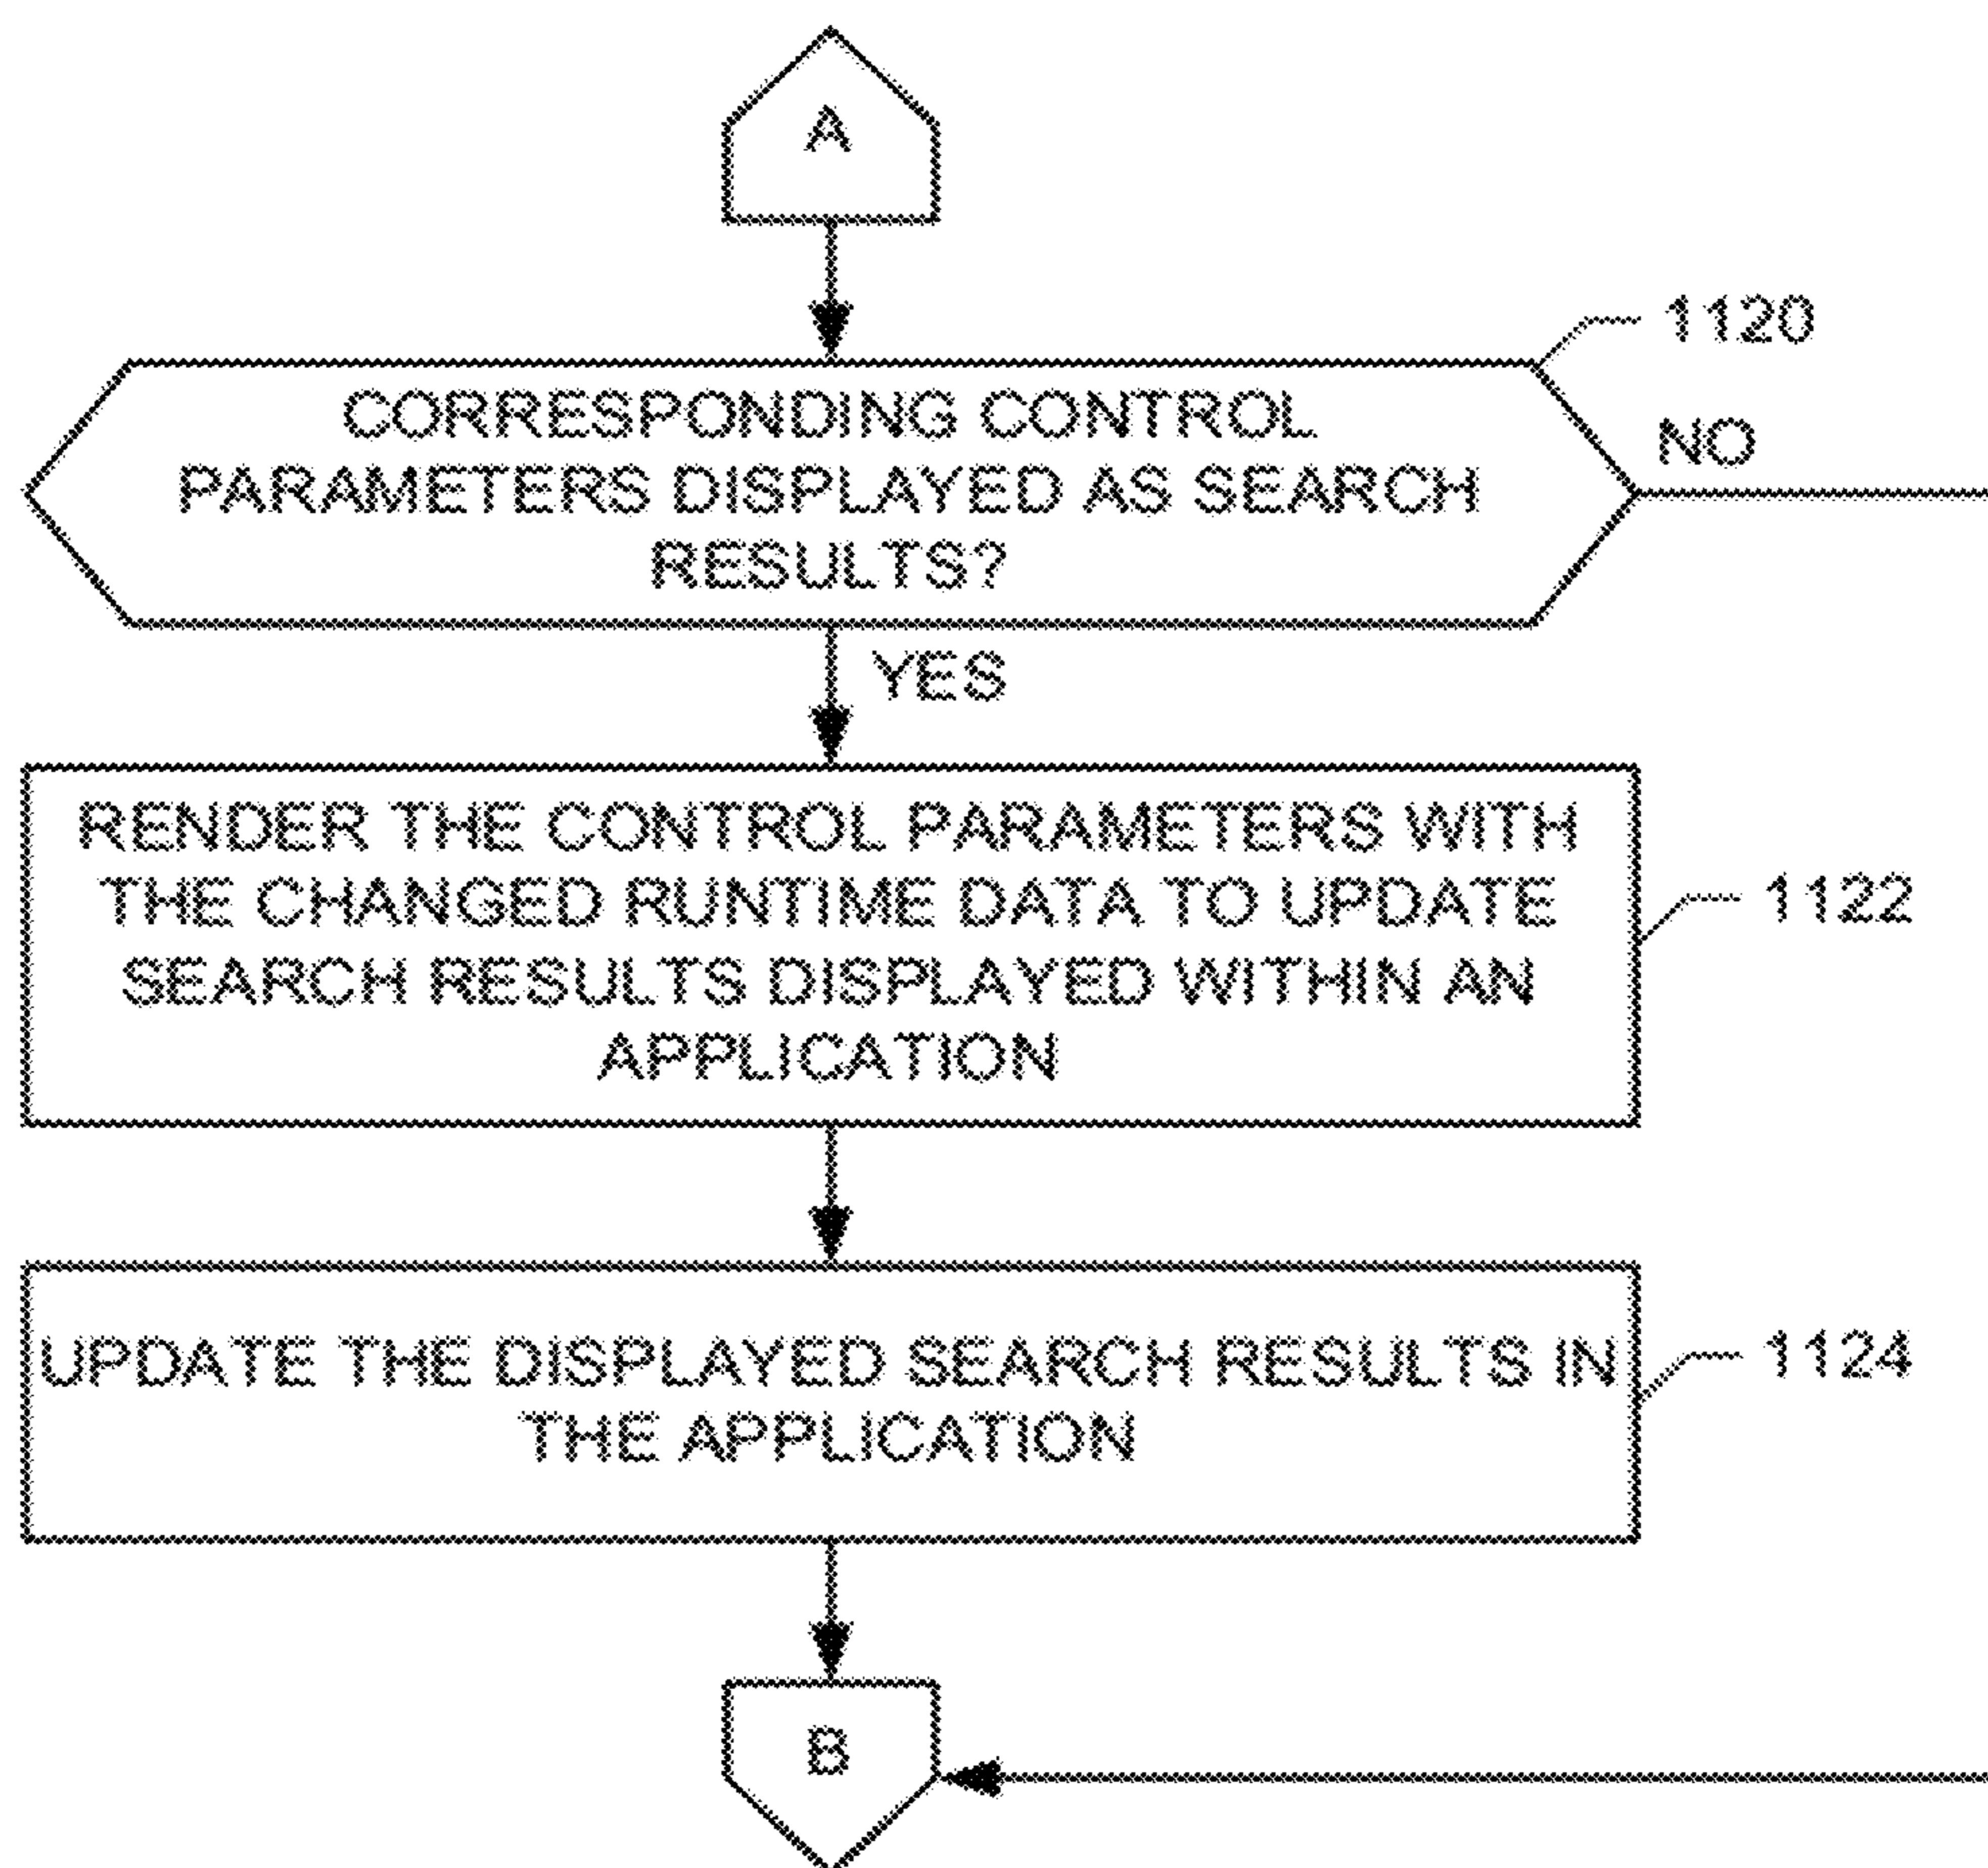 A
1120
CORRESPONDING CONTROL
PARAMETERS DISPLAYED AS SEARCH
RESULTS?
NO
YES
RENDER THE CONTROL PARAMETERS WITH
THE CHANGED RUNTIME DATA TO UPDATE
SEARCH RESULTS DISPLAYED WITHIN AN
APPLICATION
1122
UPDATE THE DISPLAYED SEARCH RESULTS IN
THE APPLICATION
1124
B